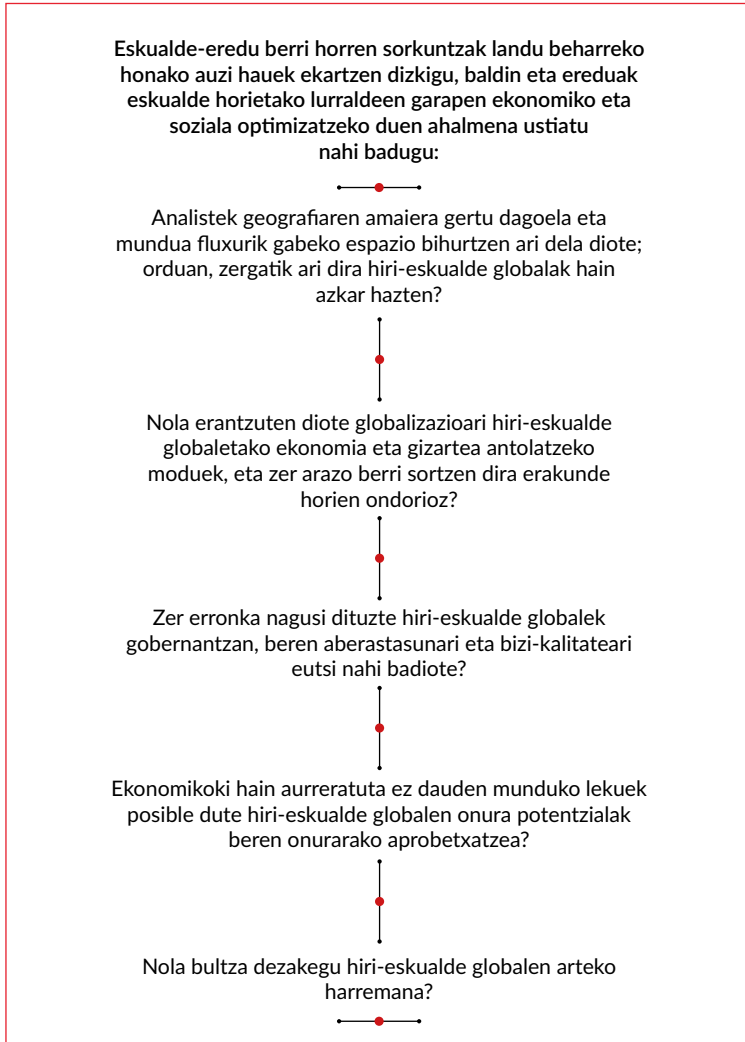 Eskualde-eredu berri horren sorkuntzak landu beharreko
honako auzi hauek ekartzen dizkigu, baldin eta ereduak
eskualde horietako lurraldeen garapen ekonomiko eta
soziala optimizatzeko duen ahalmena ustiatu
nahi badugu:
Analistek geografiaren amaiera gertu dagoela eta
mundua fluxurik gabeko espazio bihurtzen ari dela diote;
orduan, zergatik ari dira hiri-eskualde globalak hain
azkar hazten?
Nola erantzuten diote globalizazioari hiri-eskualde
globaletako ekonomia eta gizartea antolatzeko
moduek, eta zer arazo berri sortzen dira erakunde
horien ondorioz?
Zer erronka nagusi dituzte hiri-eskualde globalek
gobernantzan, beren aberastasunari eta bizi-kalitateari
eutsi nahi badiote?
Ekonomikoki hain aurreratuta ez dauden munduko lekuek
posible dute hiri-eskualde globalen onura potentzialak
beren onurarako aprobetxatzea?
Nola bultza dezakegu hiri-eskualde globalen arteko
harremana?